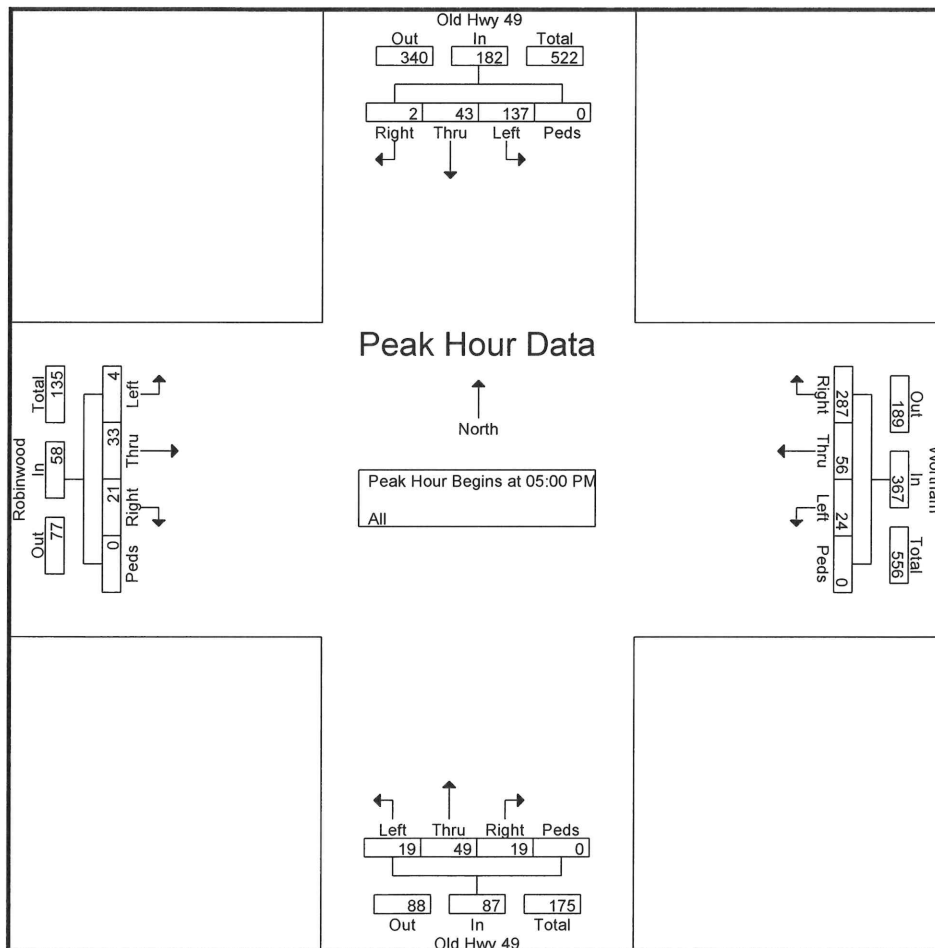 Old Hwy 49
Out In Total
340 182 522
2 43 137 0
Right Thru Left Peds
Peak Hour Data
North
Peak Hour Begins at 05:00 PM
All
Robinwood
Out In Total
77 58 135
4 33 21 0
Left Thru Right Peds
Wortham
Out In Total
189 367 556
287 56 24 0
Right Thru Left Peds
Left Thru Right Peds
19 49 19 0
88 87 175
Out In Total
Old Hwy 49